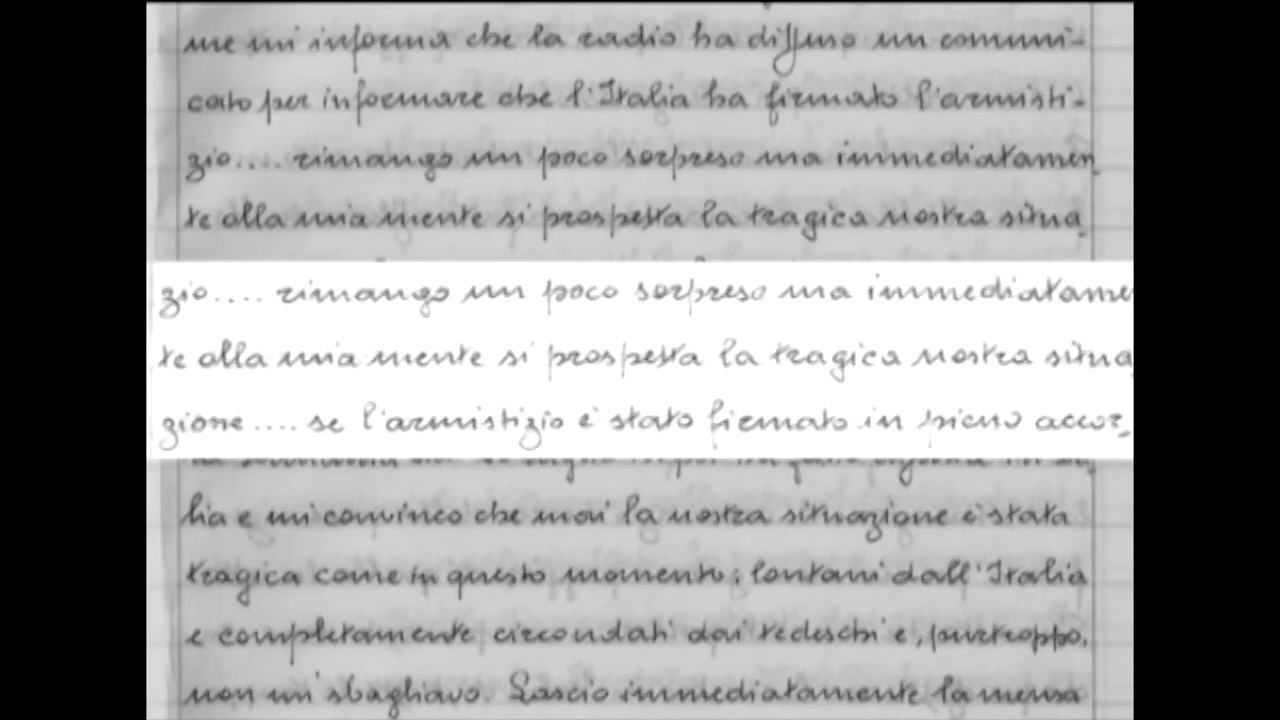 me mi informa che la radio ha diffuso un comuni-
cato per informare che l'Italia ha firmato l'armisti-
zio.... rimango un poco sorpreso ma immediatamen
te alla mia mente si prospetta la tragica nostra situa
zio.... rimango un poco sorpreso ma immediatame
te alla mia mente si prospetta la tragica nostra situa
zione.... se l'armistizio è stato firmato in pieno accor
lia e mi convinco che mai la nostra situazione è stata
tragica come in questo momento: lontani dall'Italia
e completamente circondati dai tedeschi e, purtroppo,
non mi sbagliavo. Lascio immediatamente la mensa